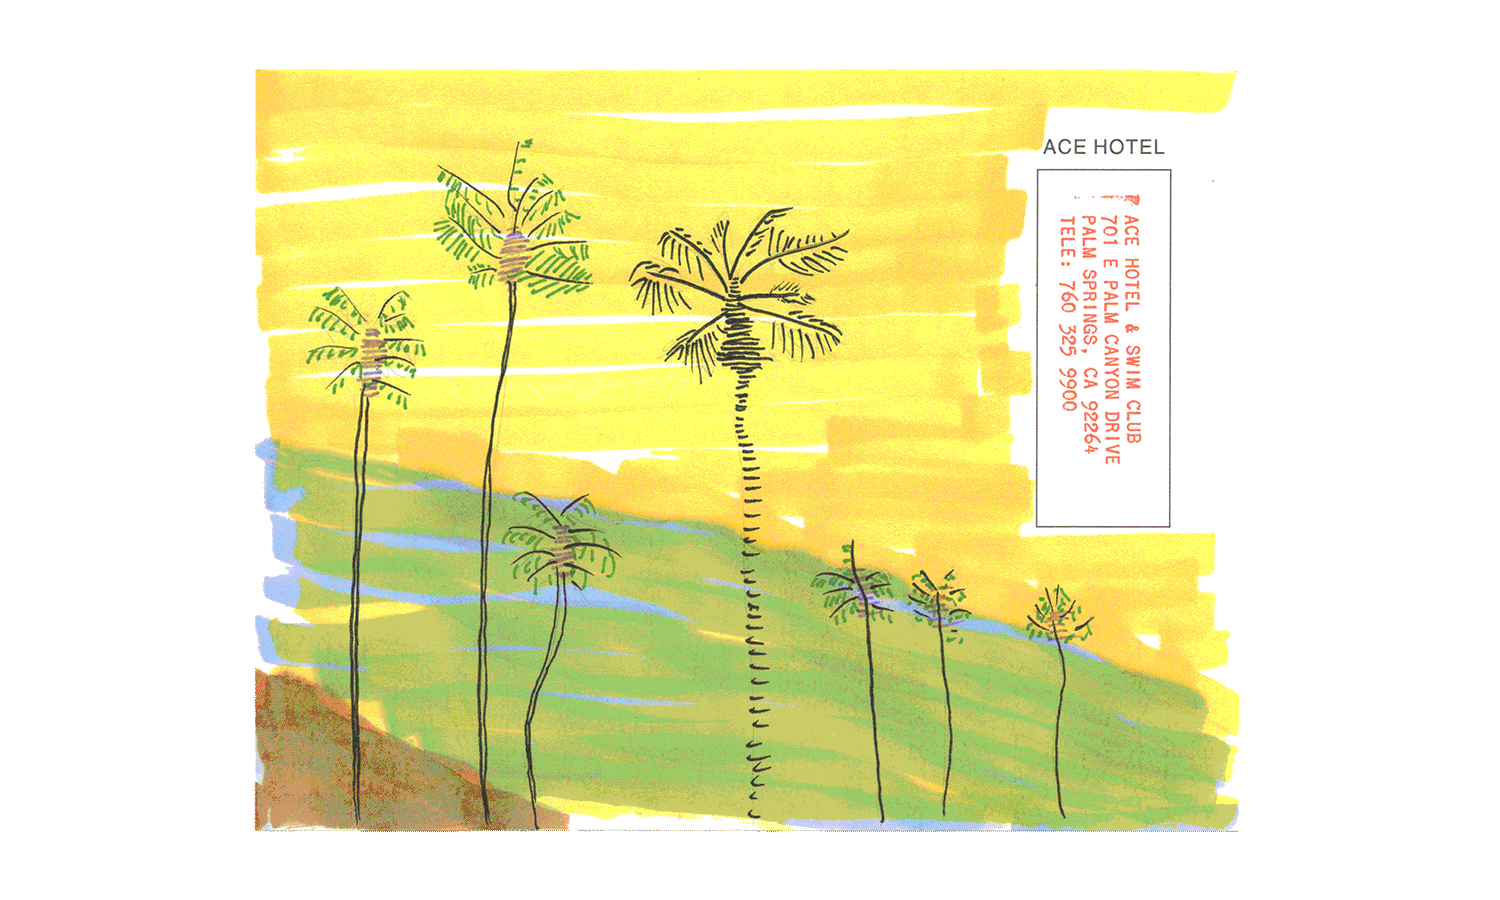 ACE HOTEL
ACE HOTEL & SWIM CLUB
701 E PALM CANYON DRIVE
PALM SPRINGS, CA 92264
TELE: 760 325 9900